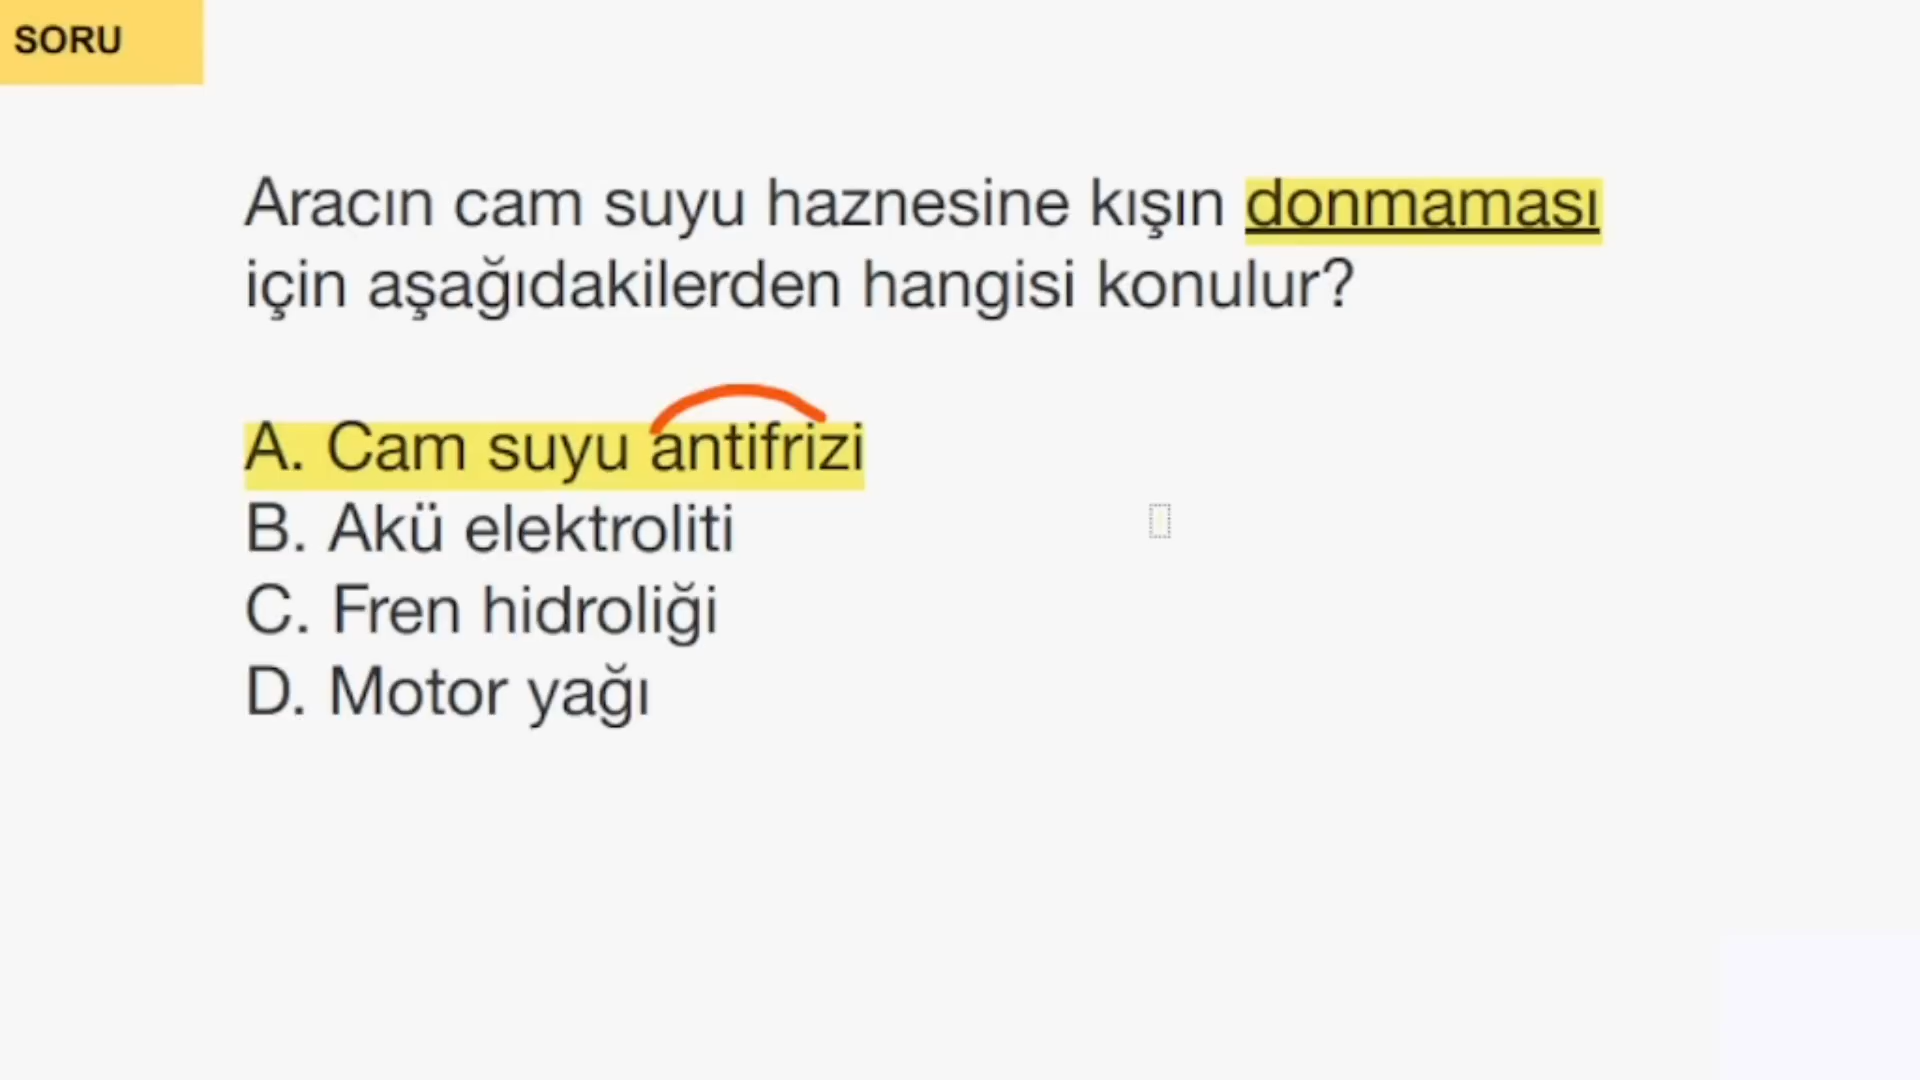 SORU
Aracın cam suyu haznesine kışın donmaması
için aşağıdakilerden hangisi konulur?
A. Cam suyu antifrizi
B. Akü elektroliti
C. Fren hidroliği
D. Motor yağı